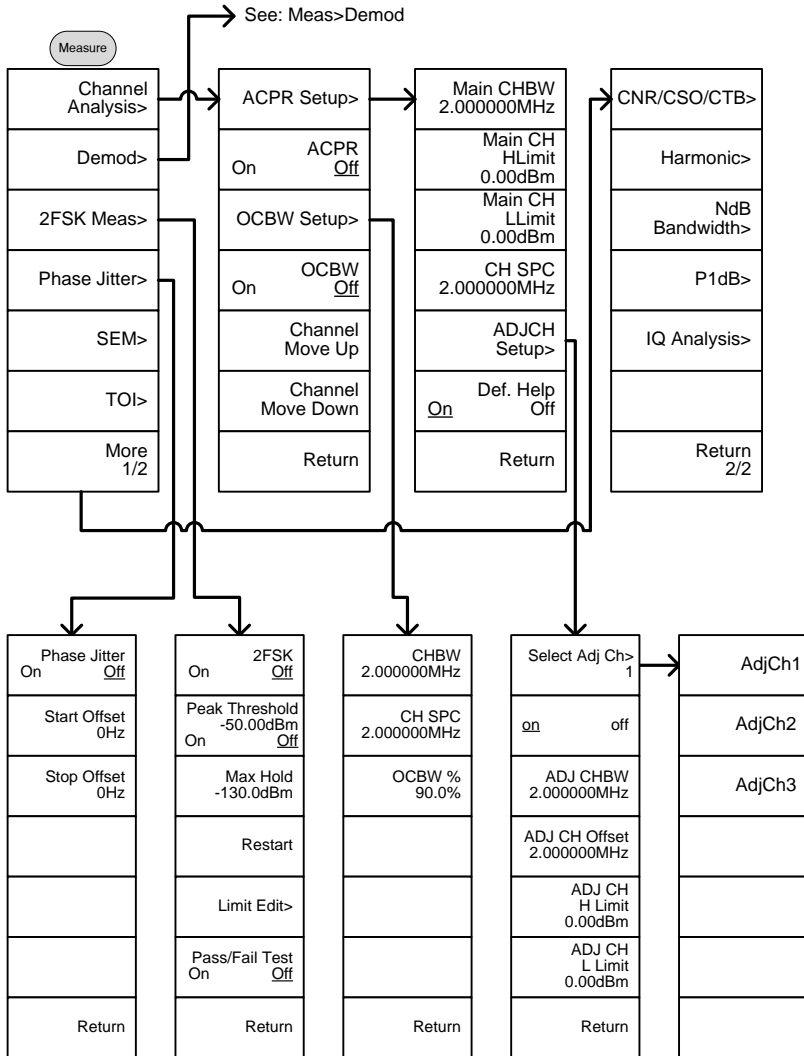 See: Meas>Demod
Measure
Channel
Analysis>
Demod>
2FSK Meas>
Phase Jitter>
SEM>
TOI>
More
1/2
ACPR Setup>
ACPR
On Off
OCBW Setup>
OCBW
On Off
Channel
Move Up
Channel
Move Down
Return
Main CHBW
2.000000MHz
Main CH
HLimit
0.00dBm
Main CH
LLimit
0.00dBm
CH SPC
2.000000MHz
ADJCH
Setup>
Def. Help
On Off
Return
CNR/CSO/CTB>
Harmonic>
NdB
Bandwidth>
P1dB>
IQ Analysis>
Return
2/2
Phase Jitter
On Off
Start Offset
0Hz
Stop Offset
0Hz
Return
2FSK
On Off
Peak Threshold
-50.00dBm
On Off
Max Hold
-130.0dBm
Restart
Limit Edit>
Pass/Fail Test
On Off
Return
CHBW
2.000000MHz
CH SPC
2.000000MHz
OCBW %
90.0%
Return
Select Adj Ch>
1
on off
ADJ CHBW
2.000000MHz
ADJ CH Offset
2.000000MHz
ADJ CH
H Limit
0.00dBm
ADJ CH
L Limit
0.00dBm
Return
AdjCh1
AdjCh2
AdjCh3